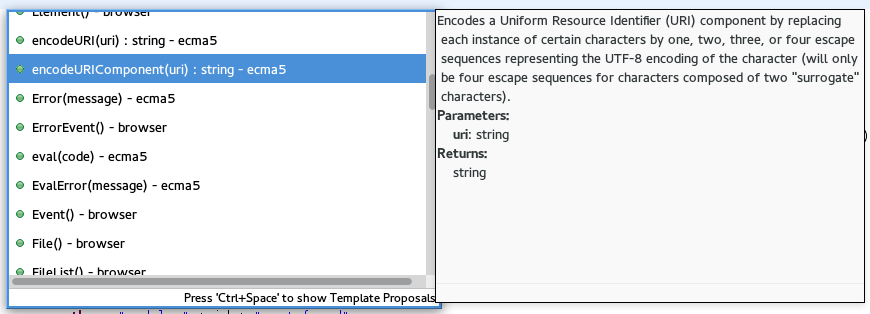 Element() - browser
encodeURI(uri) : string - ecma5
encodeURIComponent(uri) : string - ecma5
Error(message) - ecma5
ErrorEvent() - browser
eval(code) - ecma5
EvalError(message) - ecma5
Event() - browser
File() - browser
FileList() - browser
Press 'Ctrl+Space' to show Template Proposals
Encodes a Uniform Resource Identifier (URI) component by replacing
each instance of certain characters by one, two, three, or four escape
sequences representing the UTF-8 encoding of the character (will only
be four escape sequences for characters composed of two "surrogate"
characters).
Parameters:
uri: string
Returns:
string